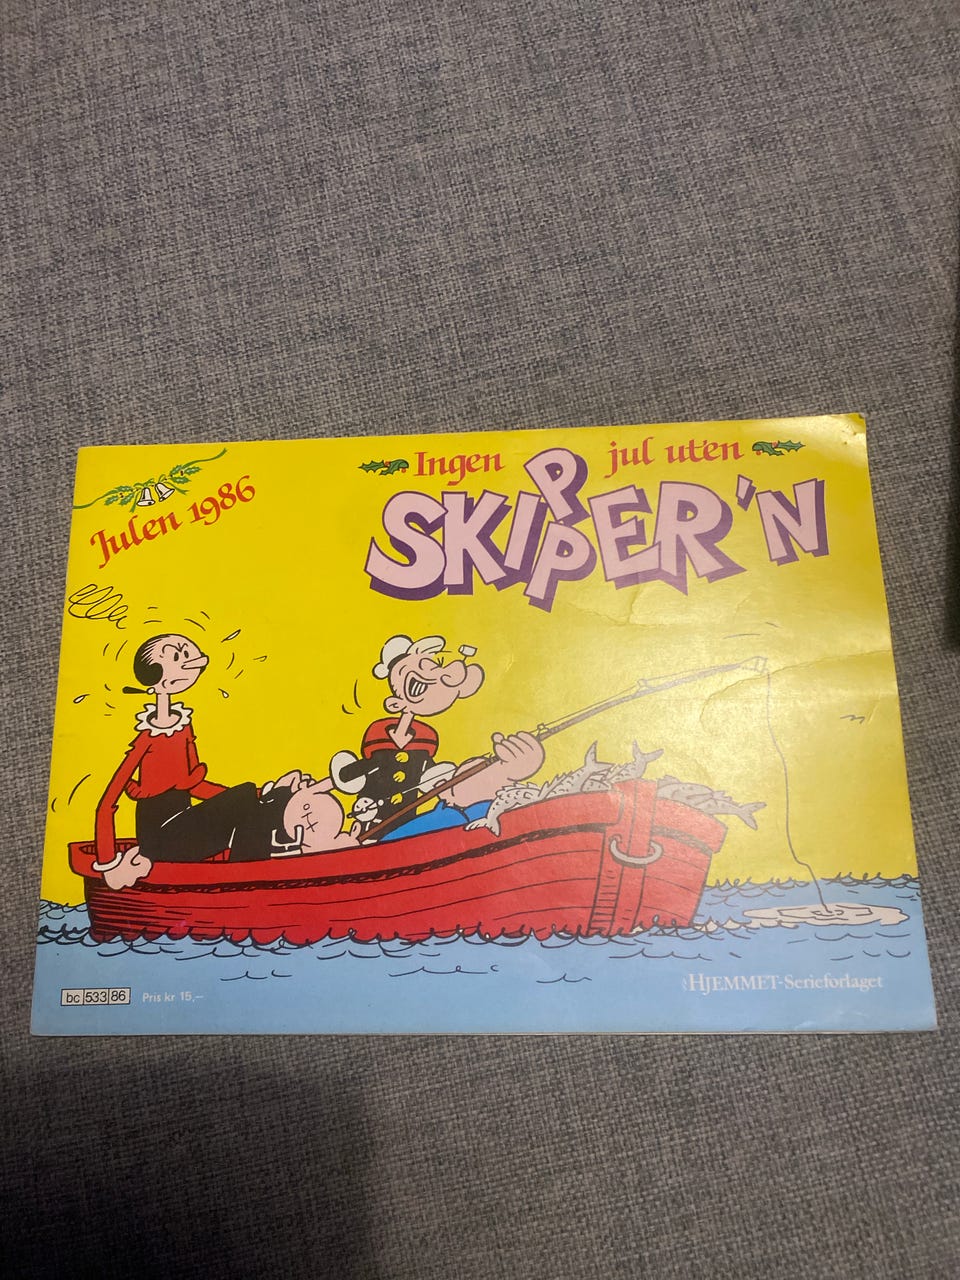 Julen 1986
Ingen jul uten
SKIPPER'N
bc 533 86
Pris kr 15,–
HJEMMET-Serieforlaget